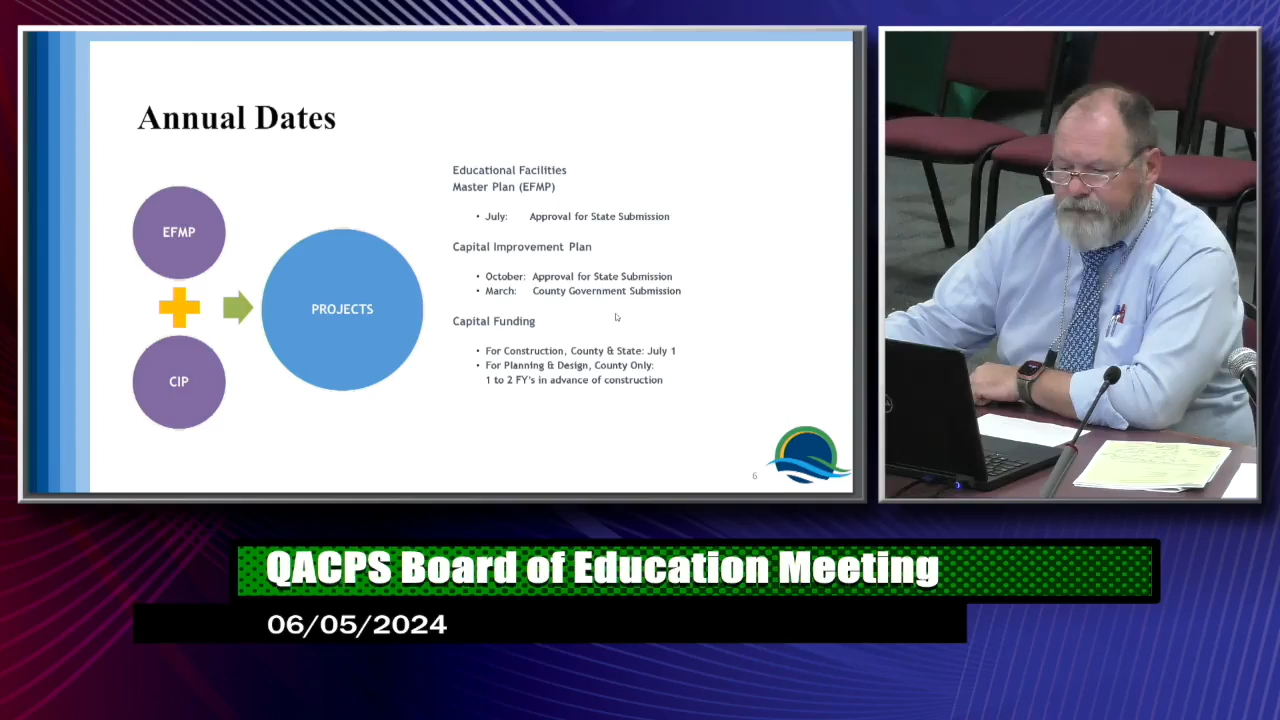 Annual Dates
EFMP
CIP
PROJECTS
Educational Facilities
Master Plan (EFMP)
• July: Approval for State Submission
Capital Improvement Plan
• October: Approval for State Submission
• March: County Government Submission
Capital Funding
• For Construction, County & State: July 1
• For Planning & Design, County Only:
1 to 2 FY's in advance of construction
6
QACPS Board of Education Meeting
06/05/2024